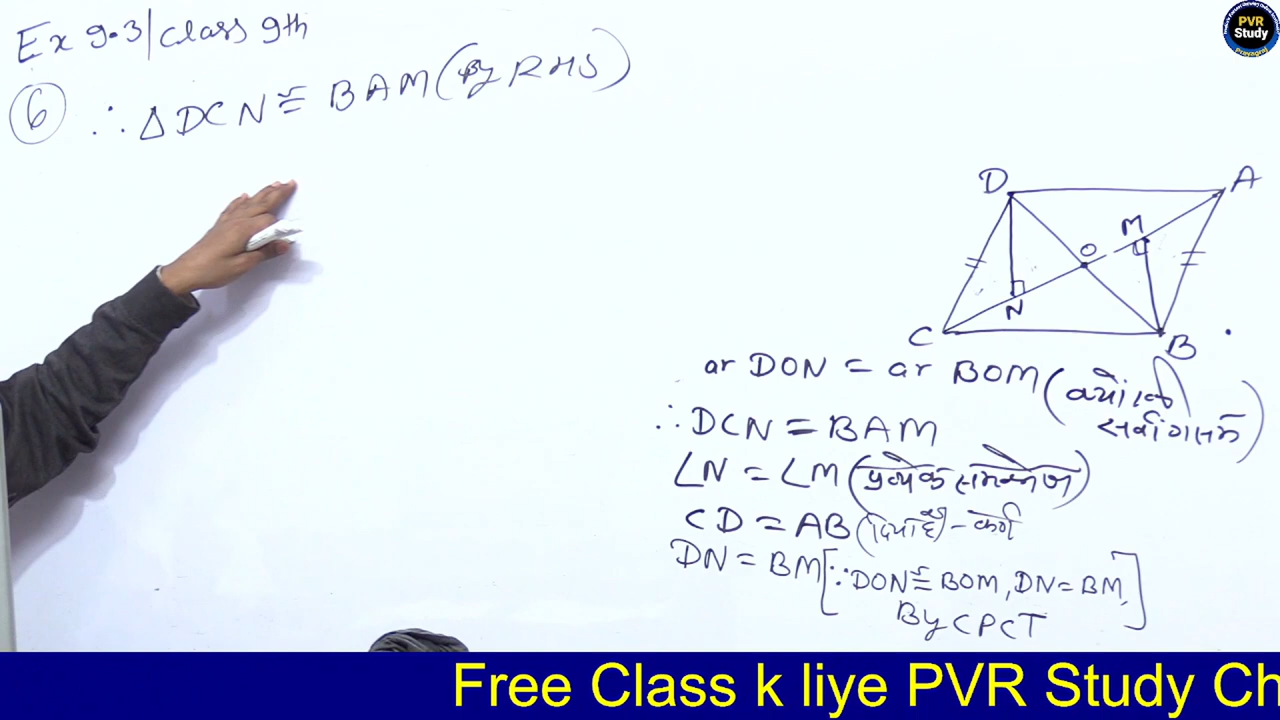 Ex 9.3/class 9th
6 ∴ Δ DCN ≅ BAM (By RHS)
PVR
Study
Prayagraj
D A
M
O
N
C B
ar DON = ar BOM (क्योंकि
सर्वांगसम)
∴ DCN = BAM
∠N = ∠M (प्रत्येक समकोण)
CD = AB (दिया है) - कर्ण
DN = BM [∵ DON ≅ BOM, DN = BM,
By CPCT]
Free Class k liye PVR Study Ch